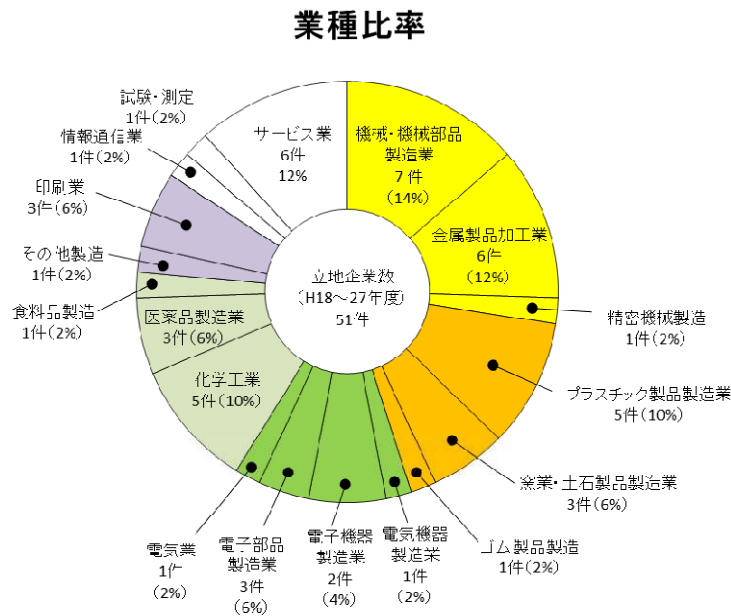 業種比率
サービス業
6件
12%
機械・機械部品
製造業
7件
(14%)
金属製品加工業
6件
(12%)
精密機械製造
1件(2%)
プラスチック製品製造業
5件(10%)
窯業・土石製品製造業
3件(6%)
ゴム製品製造
1件(2%)
電気機器
製造業
1件
(2%)
電子機器
製造業
2件
(4%)
電子部品
製造業
3件
(6%)
電気業
1件
(2%)
化学工業
5件(10%)
医薬品製造業
3件(6%)
食料品製造
1件(2%)
その他製造
1件(2%)
印刷業
3件(6%)
情報通信業
1件(2%)
試験・測定
1件(2%)
立地企業数
(H18～27年度)
51件